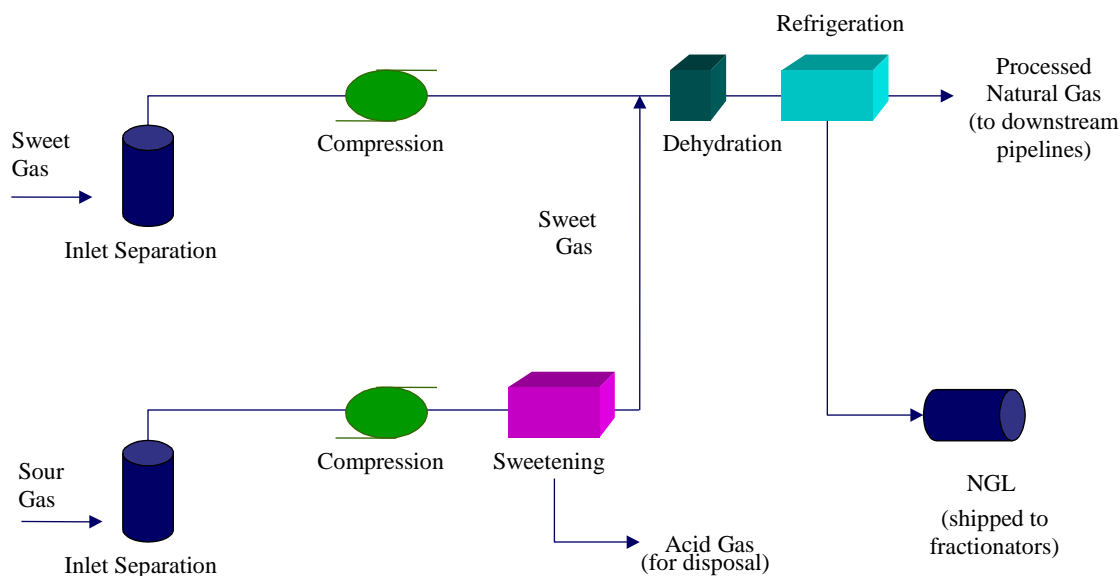 Refrigeration
Processed
Natural Gas
(to downstream
pipelines)
Sweet
Gas
Compression
Dehydration
Inlet Separation
Sweet
Gas
Sour
Gas
Compression
Sweetening
NGL
(shipped to
fractionators)
Acid Gas
(for disposal)
Inlet Separation